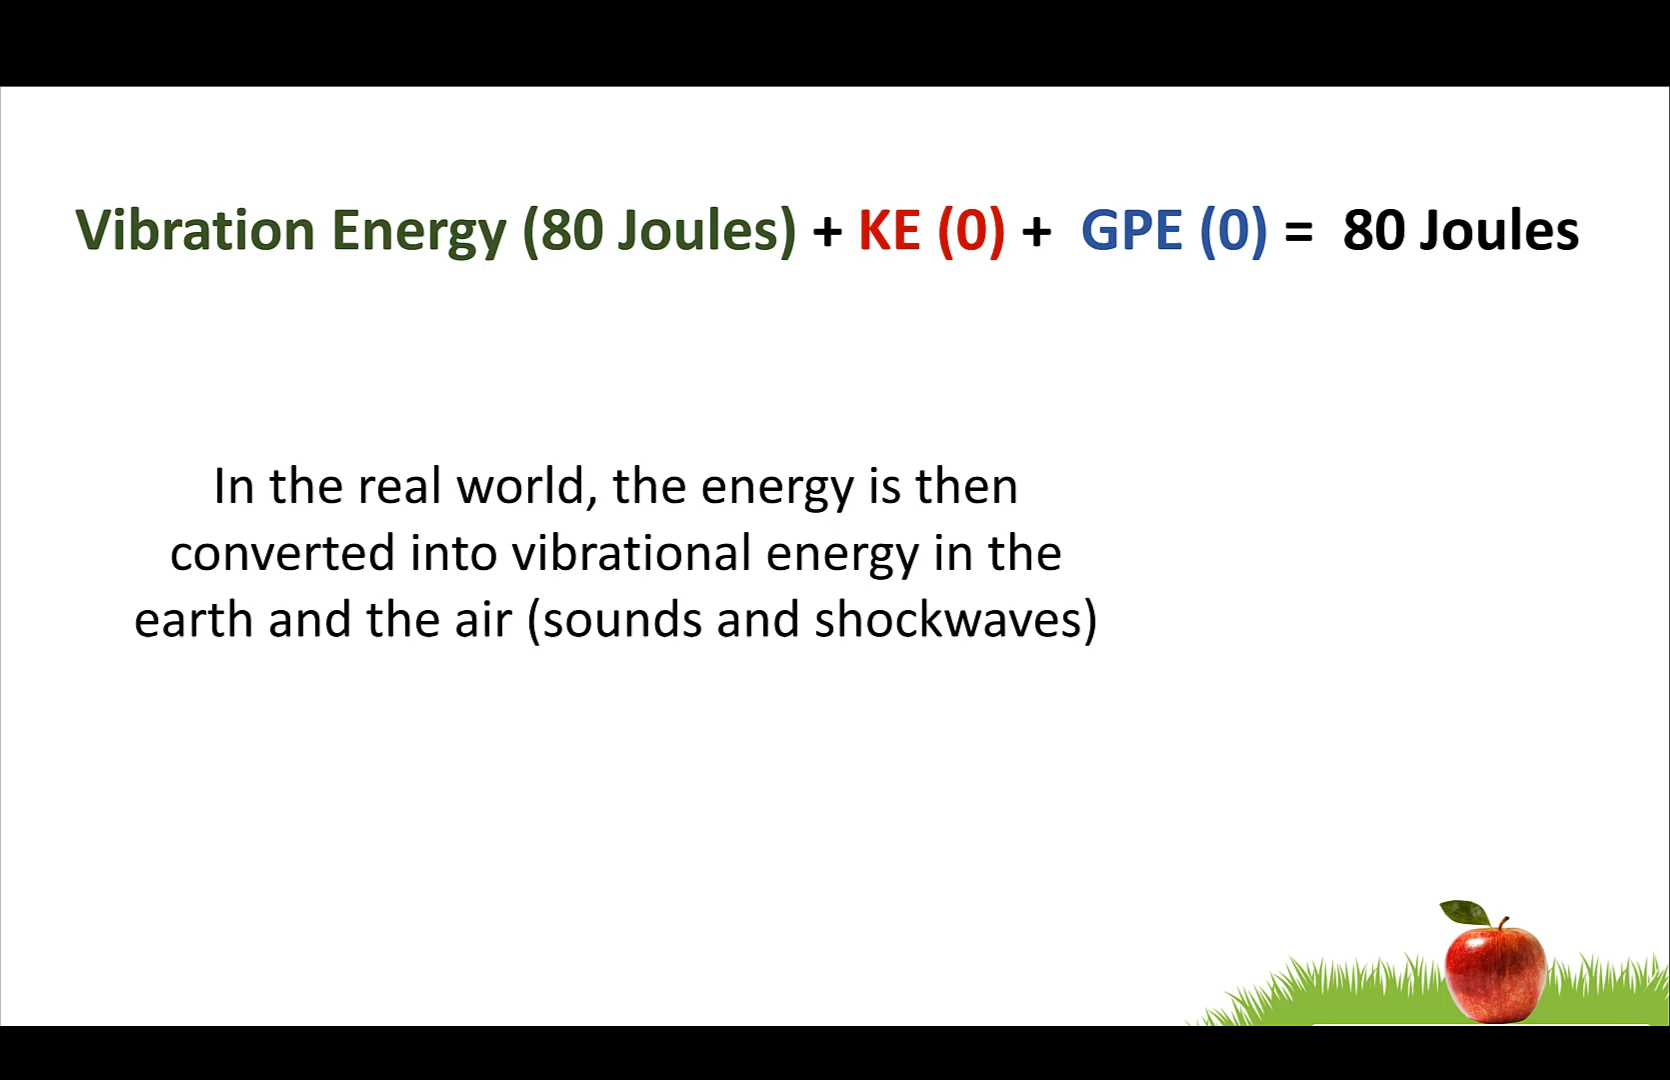 Vibration Energy (80 Joules) + KE (0) + GPE (0) = 80 Joules
In the real world, the energy is then
converted into vibrational energy in the
earth and the air (sounds and shockwaves)